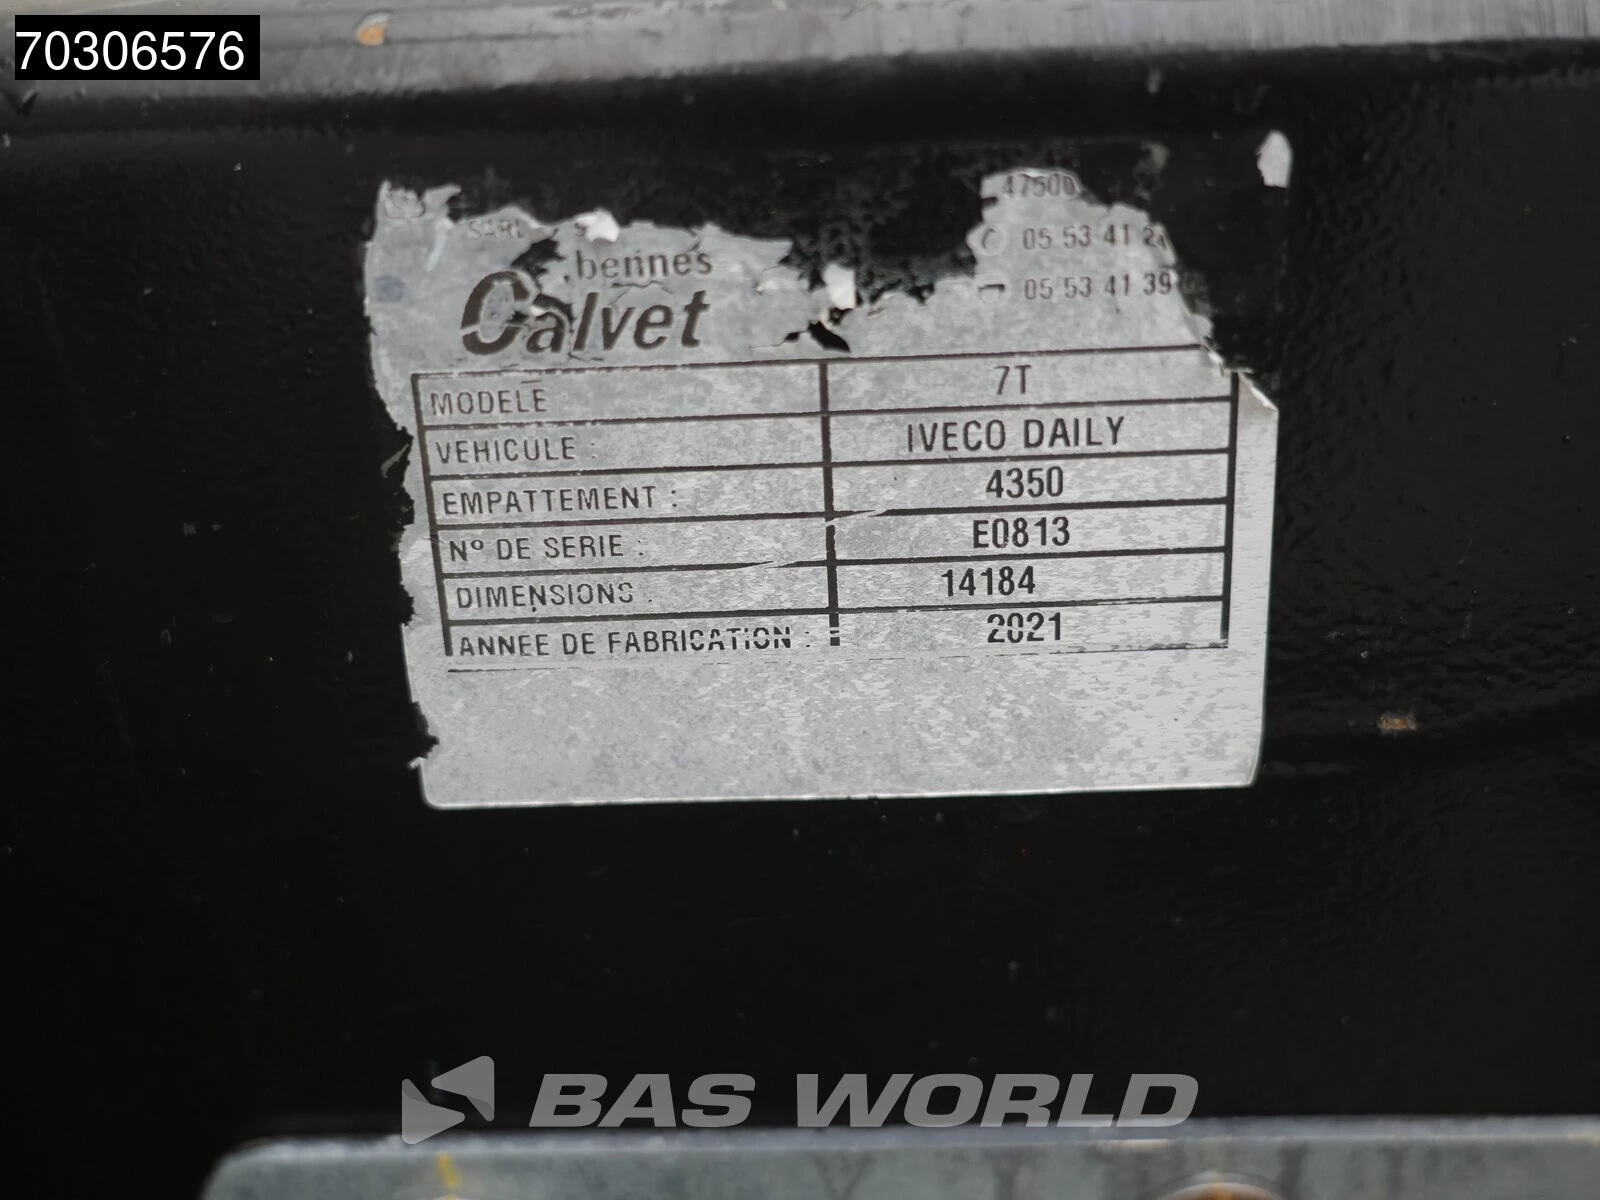 70306576
SARL
47500
bennes
05 53 41 2
Calvet
05 53 41 39
MODELE 7T
VEHICULE : IVECO DAILY
EMPATTEMENT : 4350
N° DE SERIE : E0813
DIMENSIONS : 14184
ANNEE DE FABRICATION : 2021
BAS WORLD